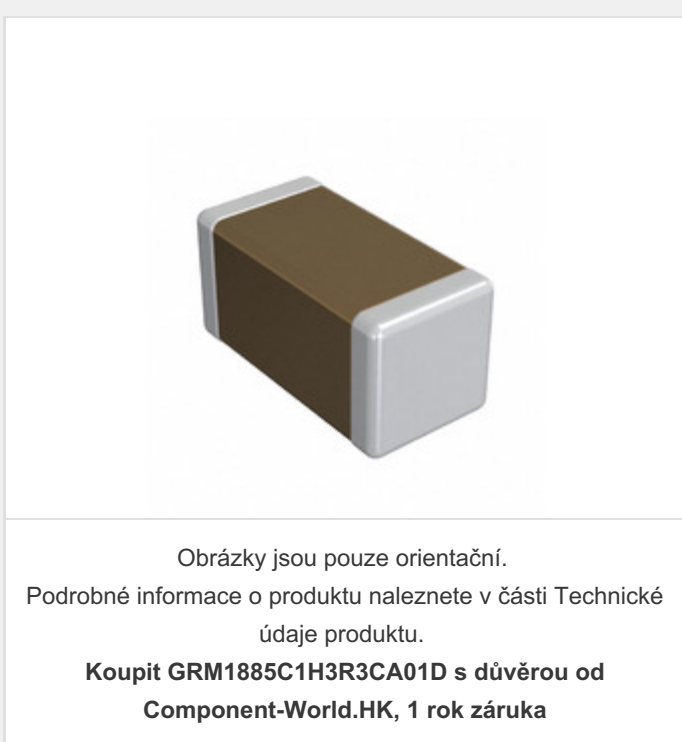 Obrázky jsou pouze orientační.
Podrobné informace o produktu naleznete v části Technické
údaje produktu.
Koupit GRM1885C1H3R3CA01D s důvěrou od
Component-World.HK, 1 rok záruka